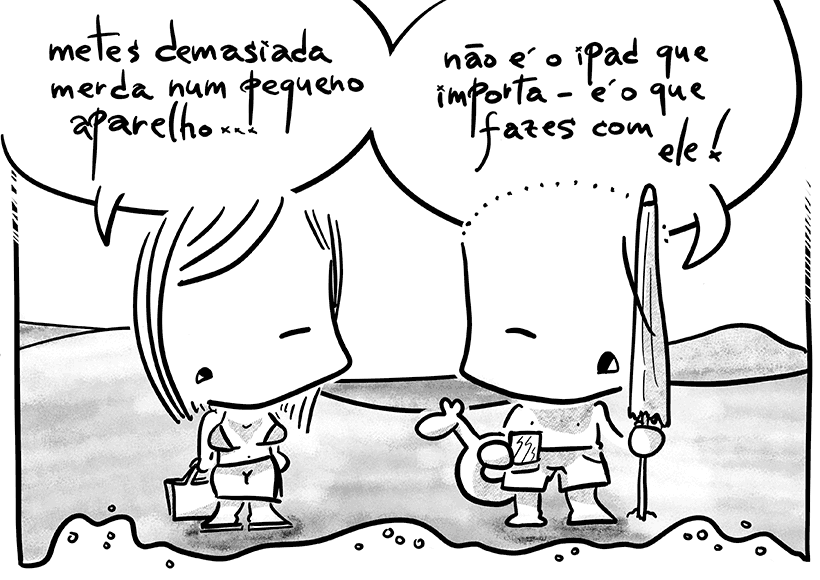 metes demasiada
merda num pequeno
aparelho...
não é o ipad que
importa - é o que
fazes com
ele!